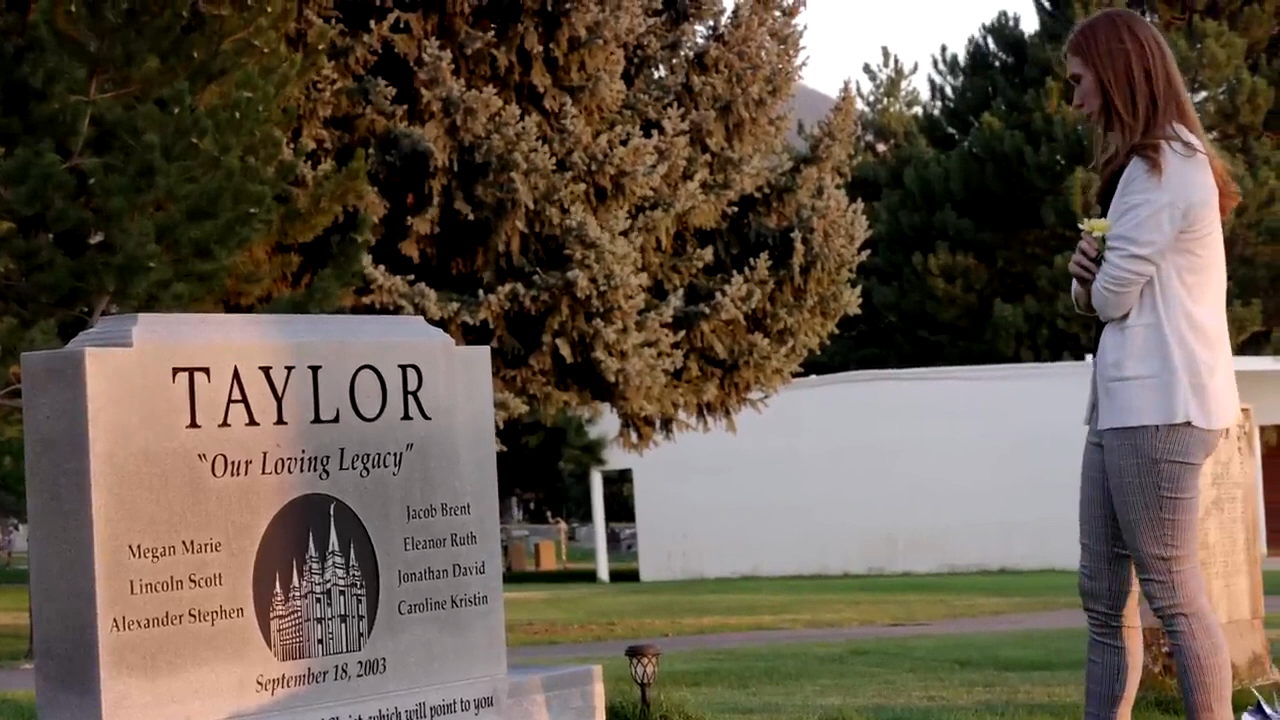 TAYLOR
"Our Loving Legacy"
Megan Marie
Lincoln Scott
Alexander Stephen
Jacob Brent
Eleanor Ruth
Jonathan David
Caroline Kristin
September 18, 2003
which will point to you